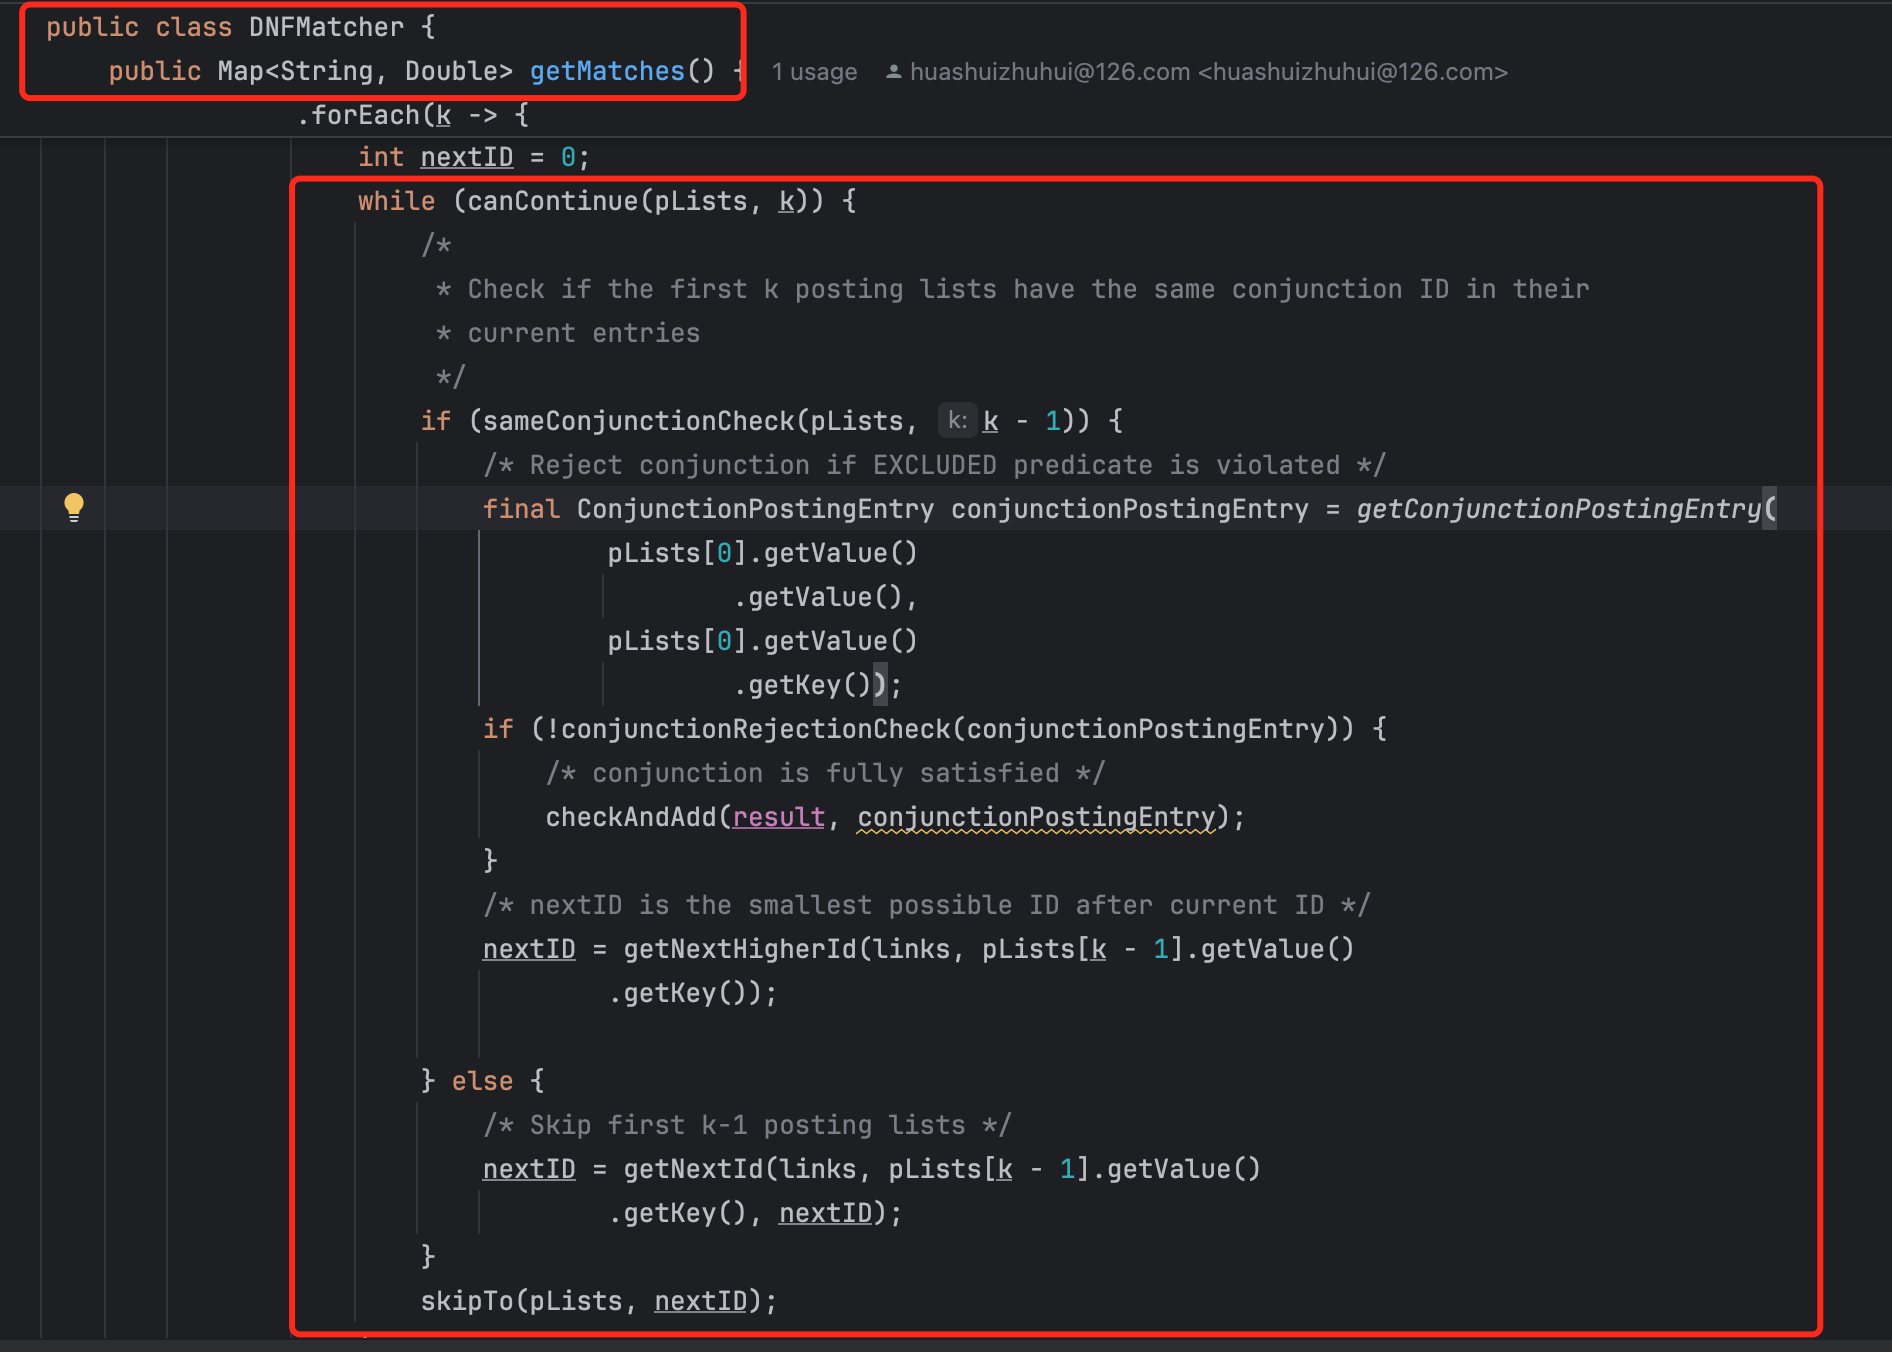 public class DNFMatcher {
public Map<String, Double> getMatches() { 1 usage huashuizhuhui@126.com <huashuizhuhui@126.com>
.forEach(k -> {
int nextID = 0;
while (canContinue(pLists, k)) {
/*
* Check if the first k posting lists have the same conjunction ID in their
* current entries
*/
if (sameConjunctionCheck(pLists, k: k - 1)) {
/* Reject conjunction if EXCLUDED predicate is violated */
final ConjunctionPostingEntry conjunctionPostingEntry = getConjunctionPostingEntry(
pLists[0].getValue()
.getValue(),
pLists[0].getValue()
.getKey());
if (!conjunctionRejectionCheck(conjunctionPostingEntry)) {
/* conjunction is fully satisfied */
checkAndAdd(result, conjunctionPostingEntry);
}
/* nextID is the smallest possible ID after current ID */
nextID = getNextHigherId(links, pLists[k - 1].getValue()
.getKey());
} else {
/* Skip first k-1 posting lists */
nextID = getNextId(links, pLists[k - 1].getValue()
.getKey(), nextID);
}
skipTo(pLists, nextID);